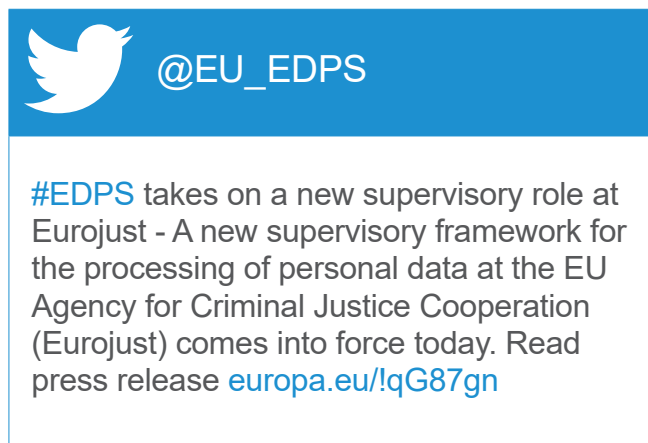 @EU_EDPS
#EDPS takes on a new supervisory role at
Eurojust - A new supervisory framework for
the processing of personal data at the EU
Agency for Criminal Justice Cooperation
(Eurojust) comes into force today. Read
press release europa.eu/!qG87gn